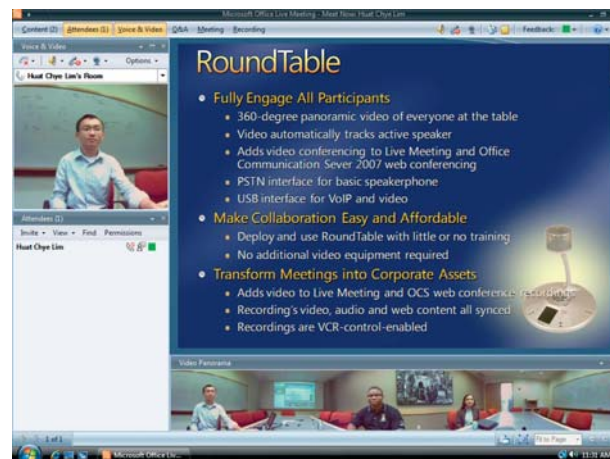 Microsoft Office Live Meeting - Meet Now: Huat Chye Lim
Content (2) Attendees (1) Voice & Video Q&A Meeting Recording Feedback:
Voice & Video
Options
Huat Chye Lim's Room
RoundTable
Fully Engage All Participants
360-degree panoramic video of everyone at the table
Video automatically tracks active speaker
Adds video conferencing to Live Meeting and Office
Communication Sever 2007 web conferencing
PSTN interface for basic speakerphone
USB interface for VoIP and video
Make Collaboration Easy and Affordable
Deploy and use RoundTable with little or no training
No additional video equipment required
Transform Meetings into Corporate Assets
Adds video to Live Meeting and OCS web conference recordings
Recording's video, audio and web content all synced
Recordings are VCR-control-enabled
Attendees (1)
Invite View Find Permissions
Huat Chye Lim
Video Panorama
1 of 1
Fit to Page
Microsoft Office Liv...
11:31 AM